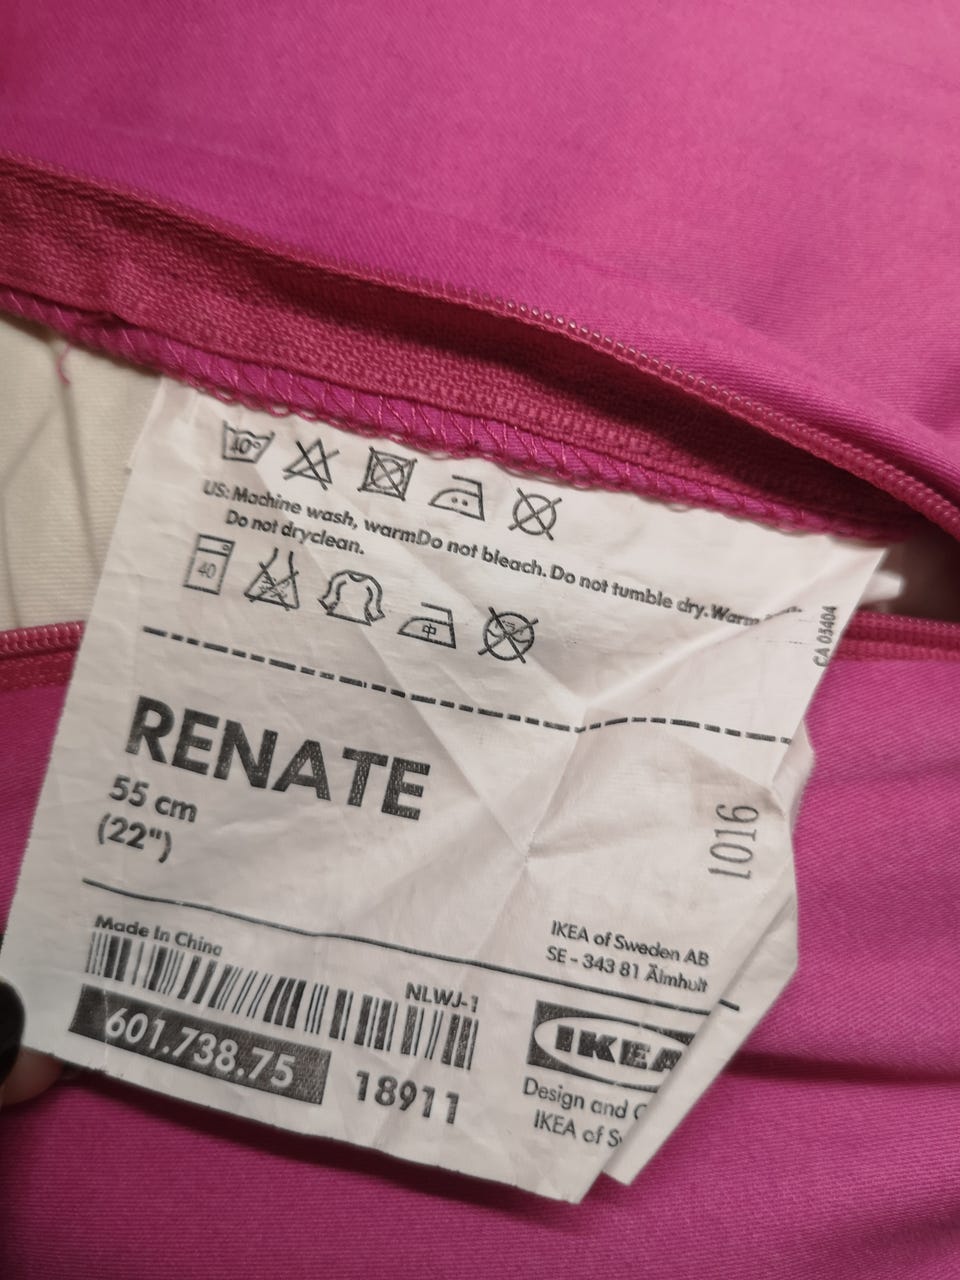 40°
US: Machine wash, warmDo not bleach. Do not tumble dry. Warm
Do not dryclean.
40
中
CA 03404
RENATE
55 cm
(22")
1016
Made In China
IKEA of Sweden AB
SE - 343 81 Älmhult
NLWJ-1
601.738.75
18911
IKEA
Design and
IKEA of